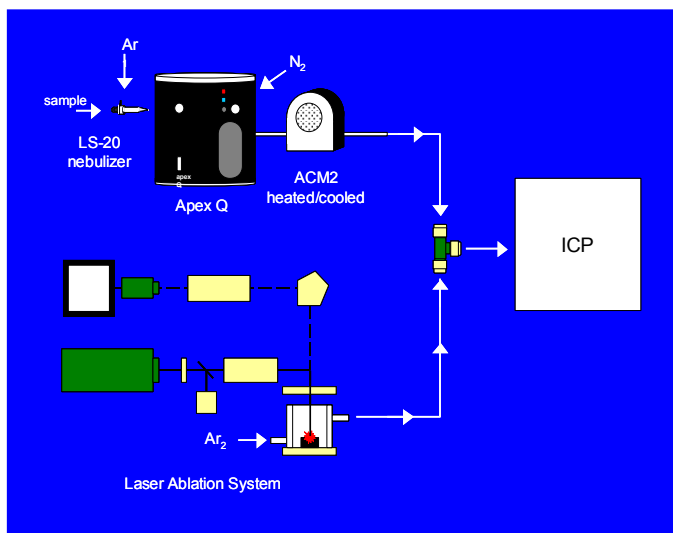 Ar
N2
sample
LS-20
nebulizer
apex
Q
Apex Q
ACM2
heated/cooled
ICP
Ar2
Laser Ablation System